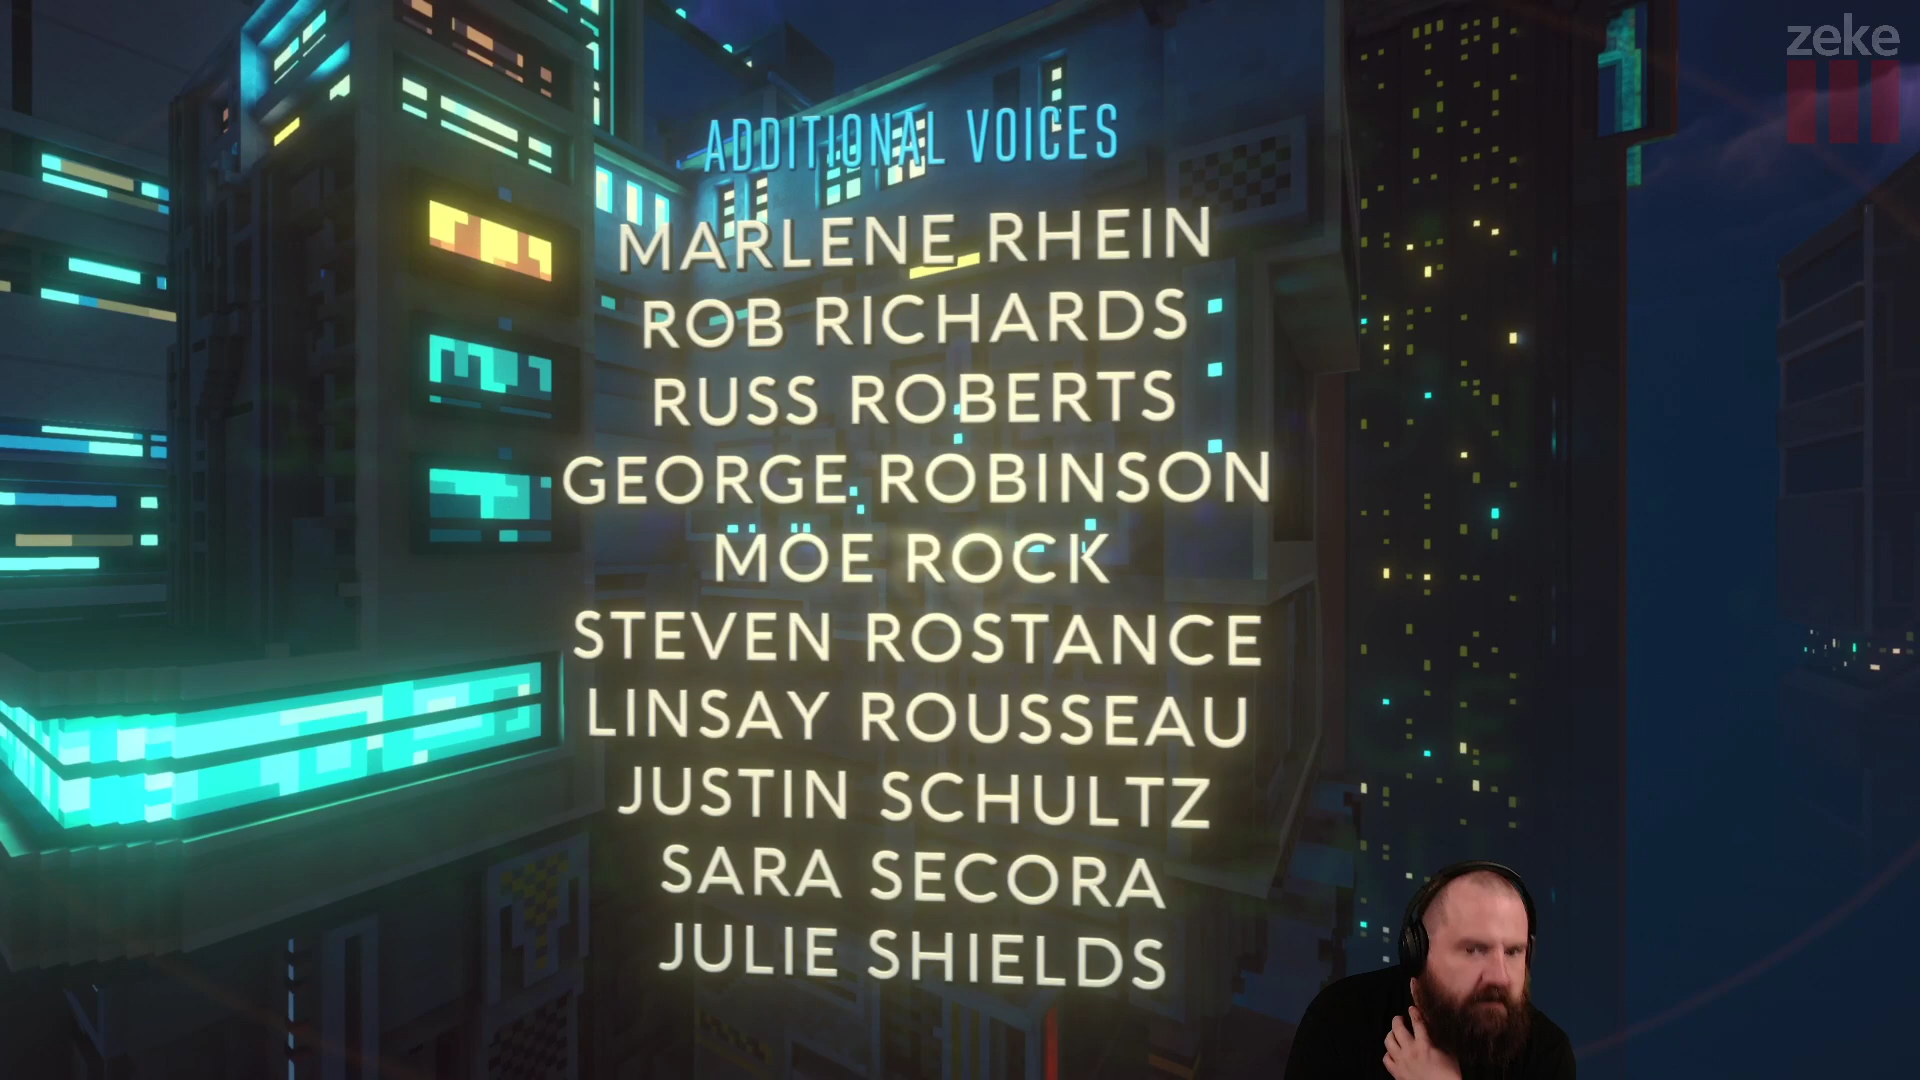 zeke
ADDITIONAL VOICES
MARLENE RHEIN
ROB RICHARDS
RUSS ROBERTS
GEORGE ROBINSON
M̈ÖE ROCK̈
STEVEN ROSTANCE
LINSAY ROUSSEAU
JUSTIN SCHULTZ
SARA SECORA
JULIE SHIELDS